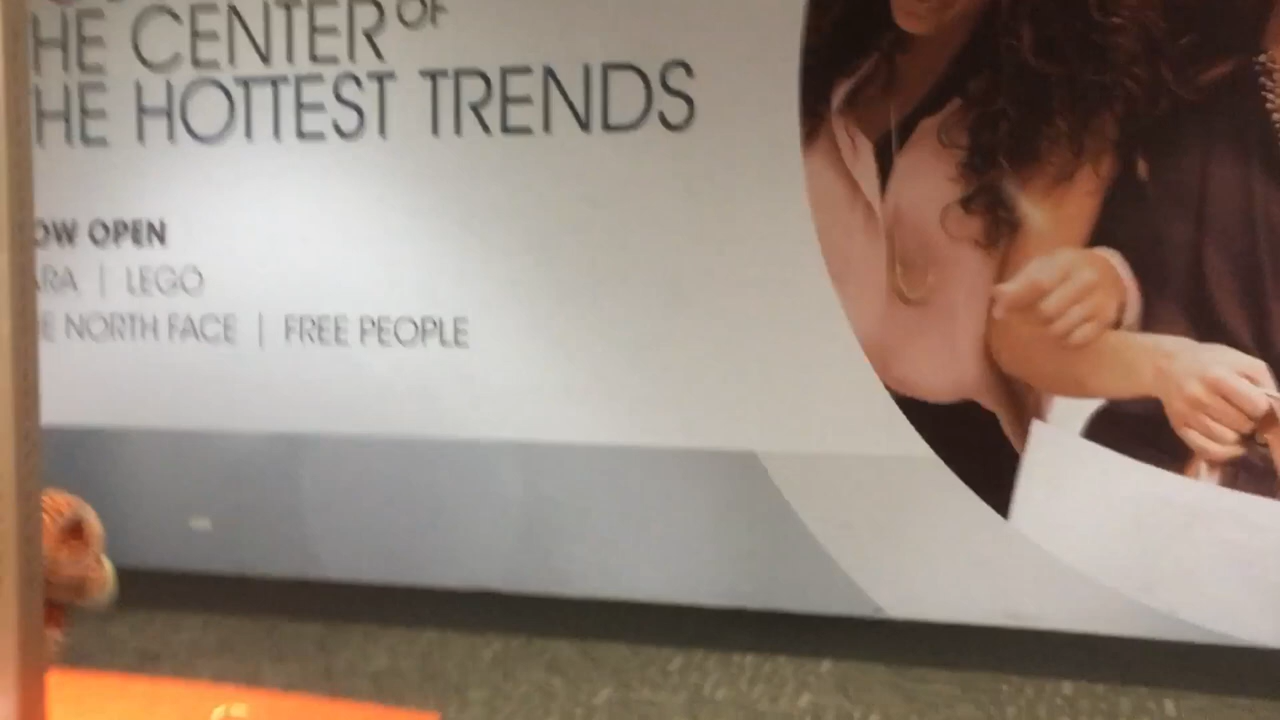 HE CENTER OF
HE HOTTEST TRENDS
OW OPEN
ARA | LEGO
E NORTH FACE | FREE PEOPLE